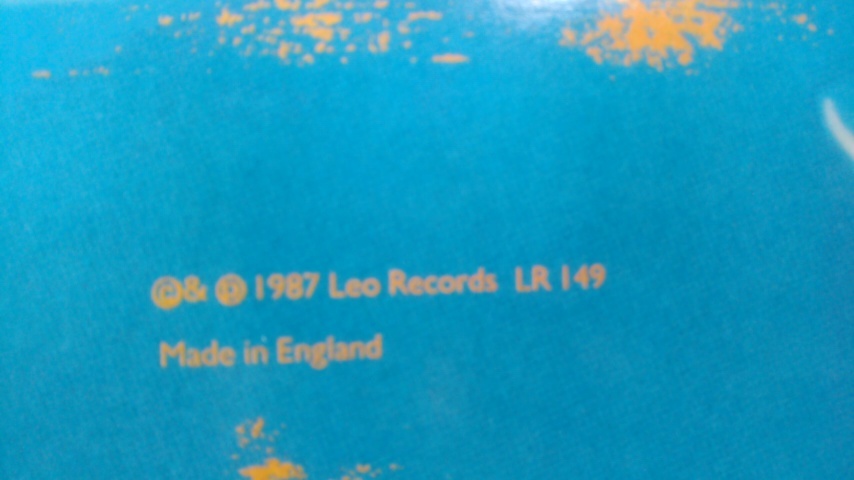 ©& ℗ 1987 Leo Records LR 149
Made in England